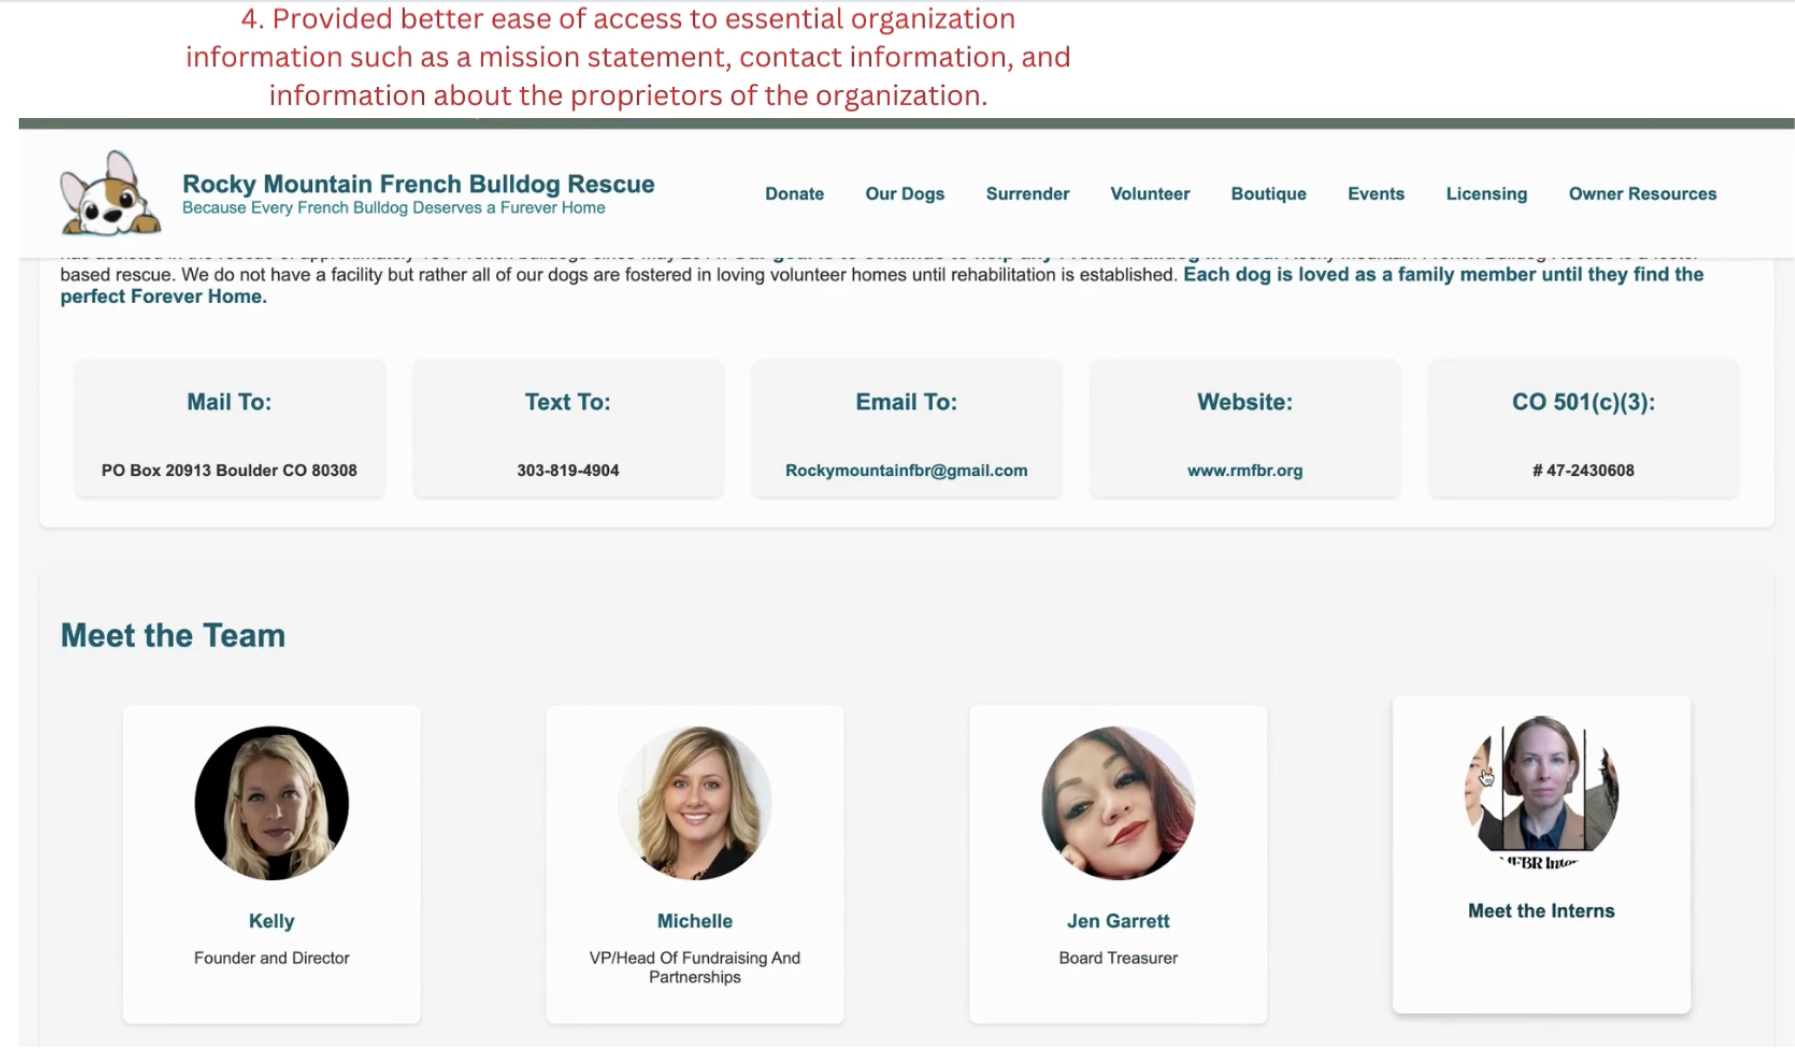 4. Provided better ease of access to essential organization
information such as a mission statement, contact information, and
information about the proprietors of the organization.
Rocky Mountain French Bulldog Rescue
Because Every French Bulldog Deserves a Furever Home
Donate Our Dogs Surrender Volunteer Boutique Events Licensing Owner Resources
based rescue. We do not have a facility but rather all of our dogs are fostered in loving volunteer homes until rehabilitation is established. Each dog is loved as a family member until they find the
perfect Forever Home.
Mail To: Text To: Email To: Website: CO 501(c)(3):
PO Box 20913 Boulder CO 80308 303-819-4904 Rockymountainfbr@gmail.com www.rmfbr.org # 47-2430608
Meet the Team
Kelly
Founder and Director
Michelle
VP/Head Of Fundraising And
Partnerships
Jen Garrett
Board Treasurer
Meet the Interns